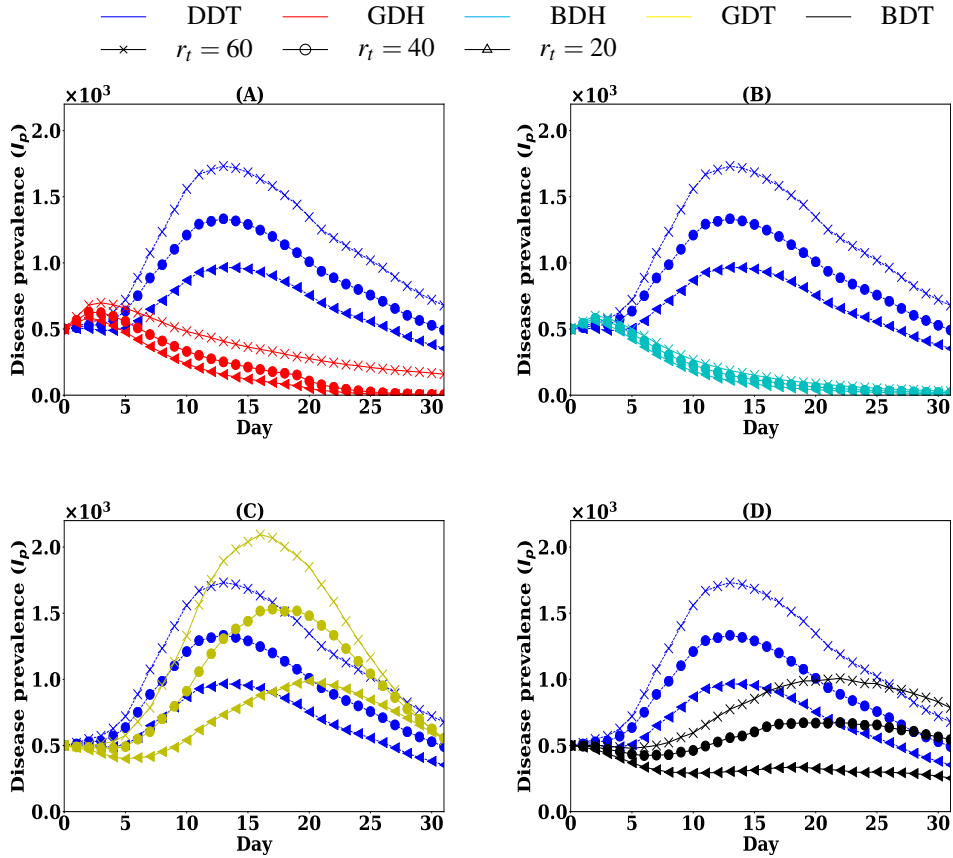 DDT GDH BDH GDT BDT
r_t = 60 r_t = 40 r_t = 20
×10³ (A)
Disease prevalence (I_p)
2.0
1.5
1.0
0.5
0.0
0 5 10 15 20 25 30
Day
×10³ (B)
Disease prevalence (I_p)
2.0
1.5
1.0
0.5
0.0
0 5 10 15 20 25 30
Day
×10³ (C)
Disease prevalence (I_p)
2.0
1.5
1.0
0.5
0.0
0 5 10 15 20 25 30
Day
×10³ (D)
Disease prevalence (I_p)
2.0
1.5
1.0
0.5
0.0
0 5 10 15 20 25 30
Day